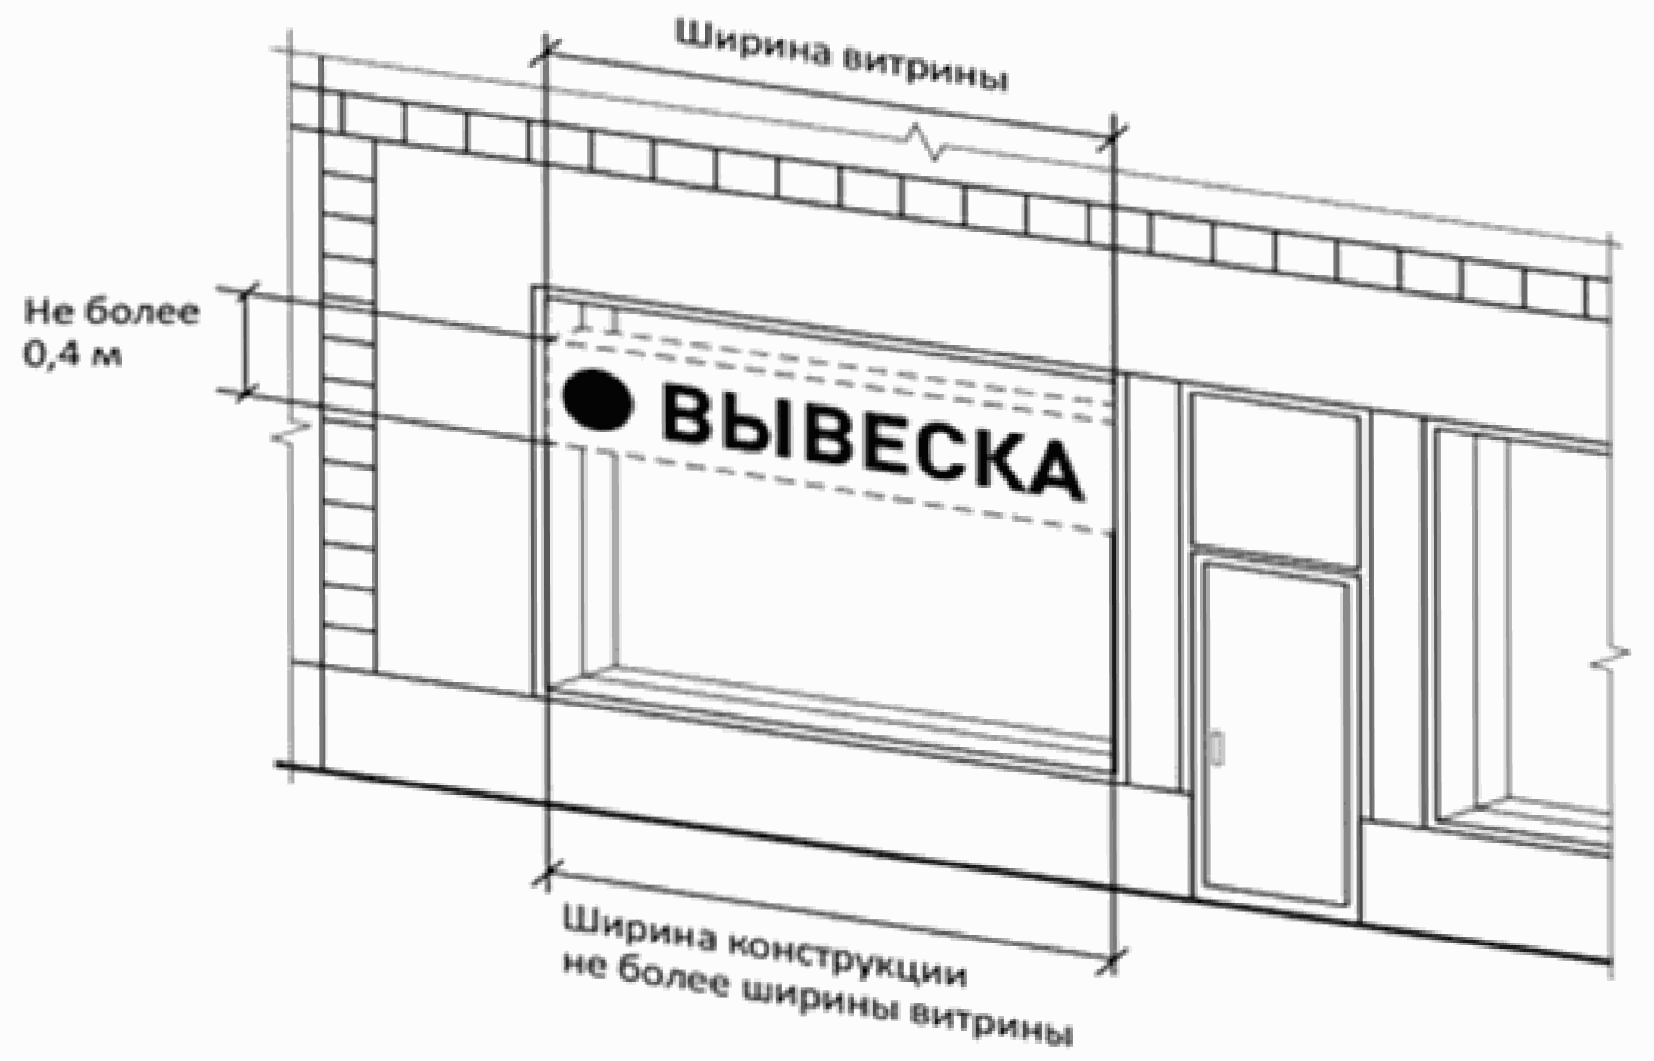 Ширина витрины
Не более
0,4 м
ВЫВЕСКА
Ширина конструкции
не более ширины витрины